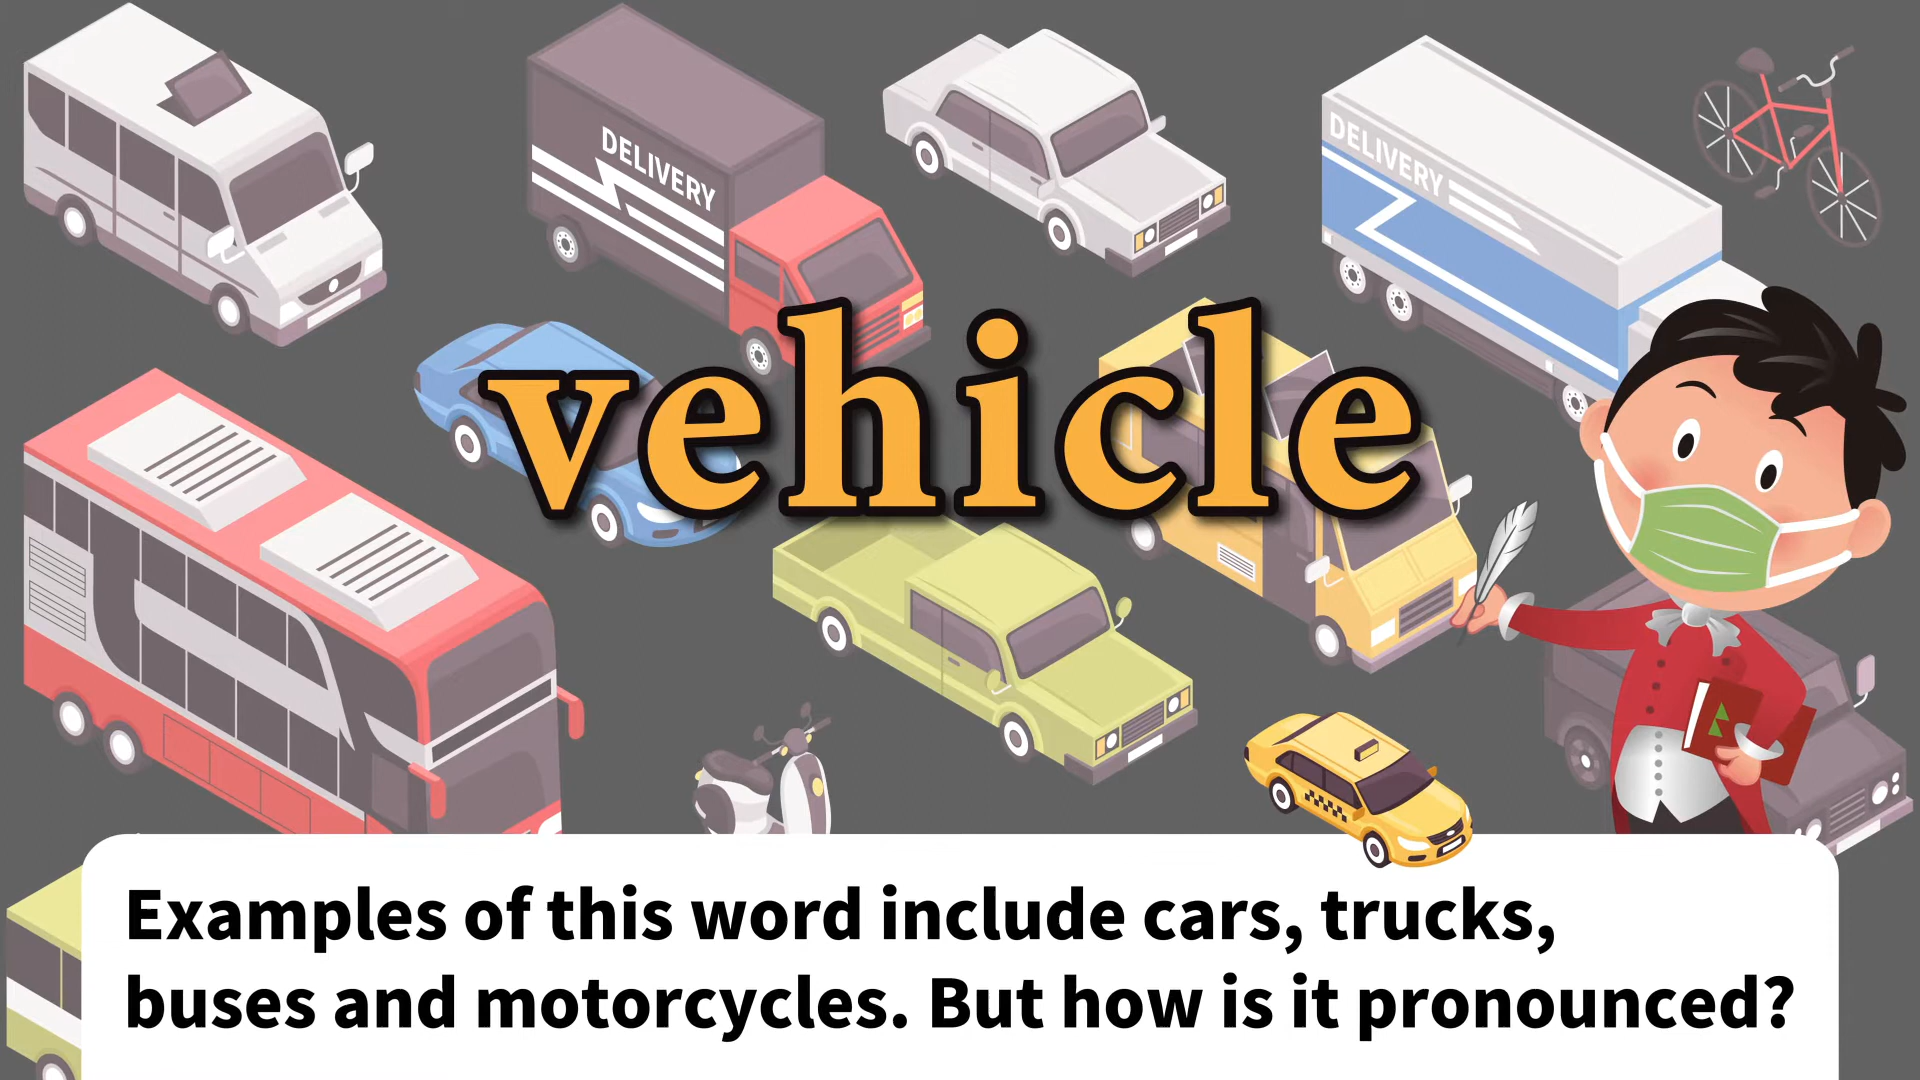 DELIVERY
DELIVERY
vehicle
Examples of this word include cars, trucks,
buses and motorcycles. But how is it pronounced?